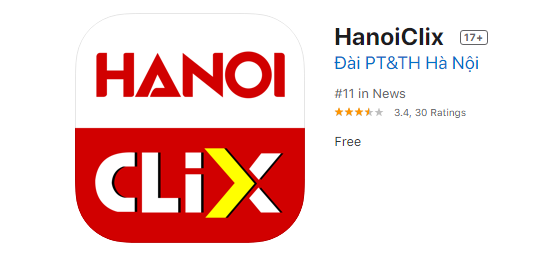 HANOI
CLiX
HanoiClix 17+
Đài PT&TH Hà Nội
#11 in News
3.4, 30 Ratings
Free